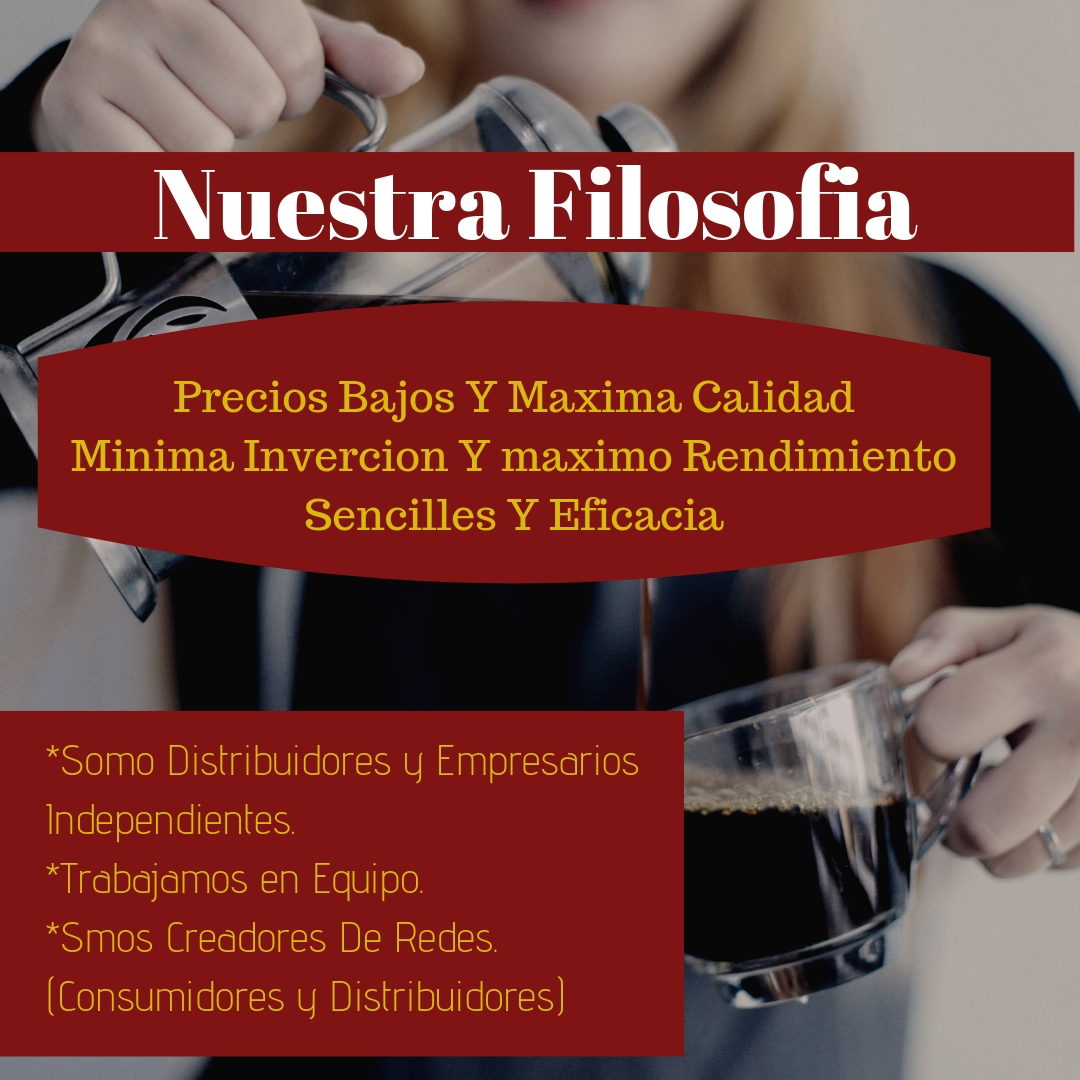 Nuestra Filosofia
Precios Bajos Y Maxima Calidad
Minima Invercion Y maximo Rendimiento
Sencilles Y Eficacia
*Somo Distribuidores y Empresarios
Independientes.
*Trabajamos en Equipo.
*Smos Creadores De Redes.
(Consumidores y Distribuidores)